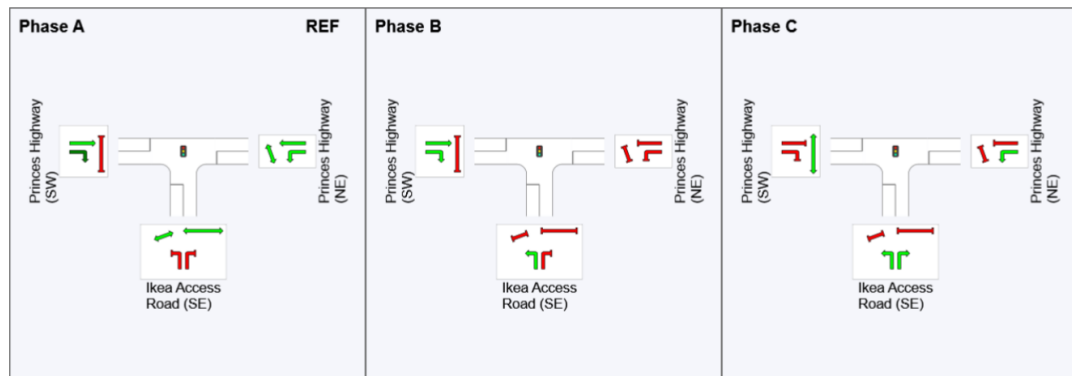 Phase A
REF
Princes Highway
(SW)
Princes Highway
(NE)
Ikea Access
Road (SE)
Phase B
Princes Highway
(SW)
Princes Highway
(NE)
Ikea Access
Road (SE)
Phase C
Princes Highway
(SW)
Princes Highway
(NE)
Ikea Access
Road (SE)